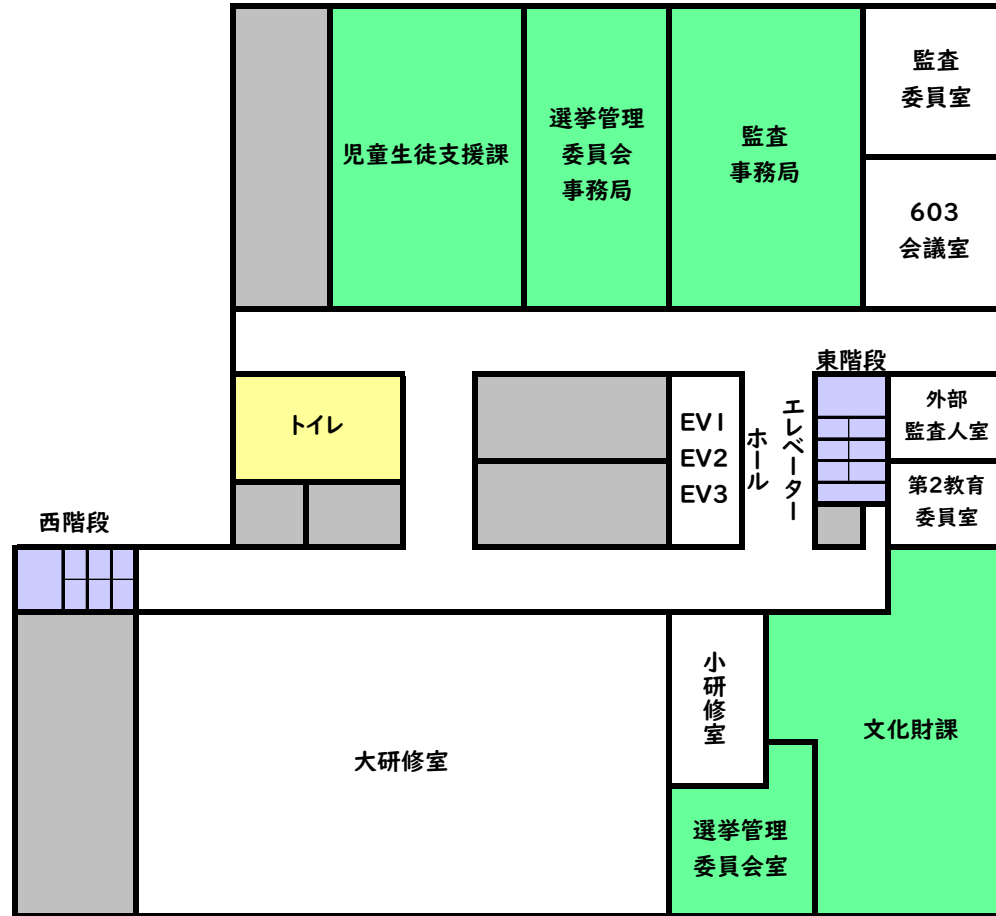 監査
委員室
児童生徒支援課
選挙管理
委員会
事務局
監査
事務局
603
会議室
東階段
トイレ
EV1
EV2
EV3
エレベーター
ホール
外部
監査人室
第2教育
委員室
西階段
小研修室
文化財課
大研修室
選挙管理
委員会室